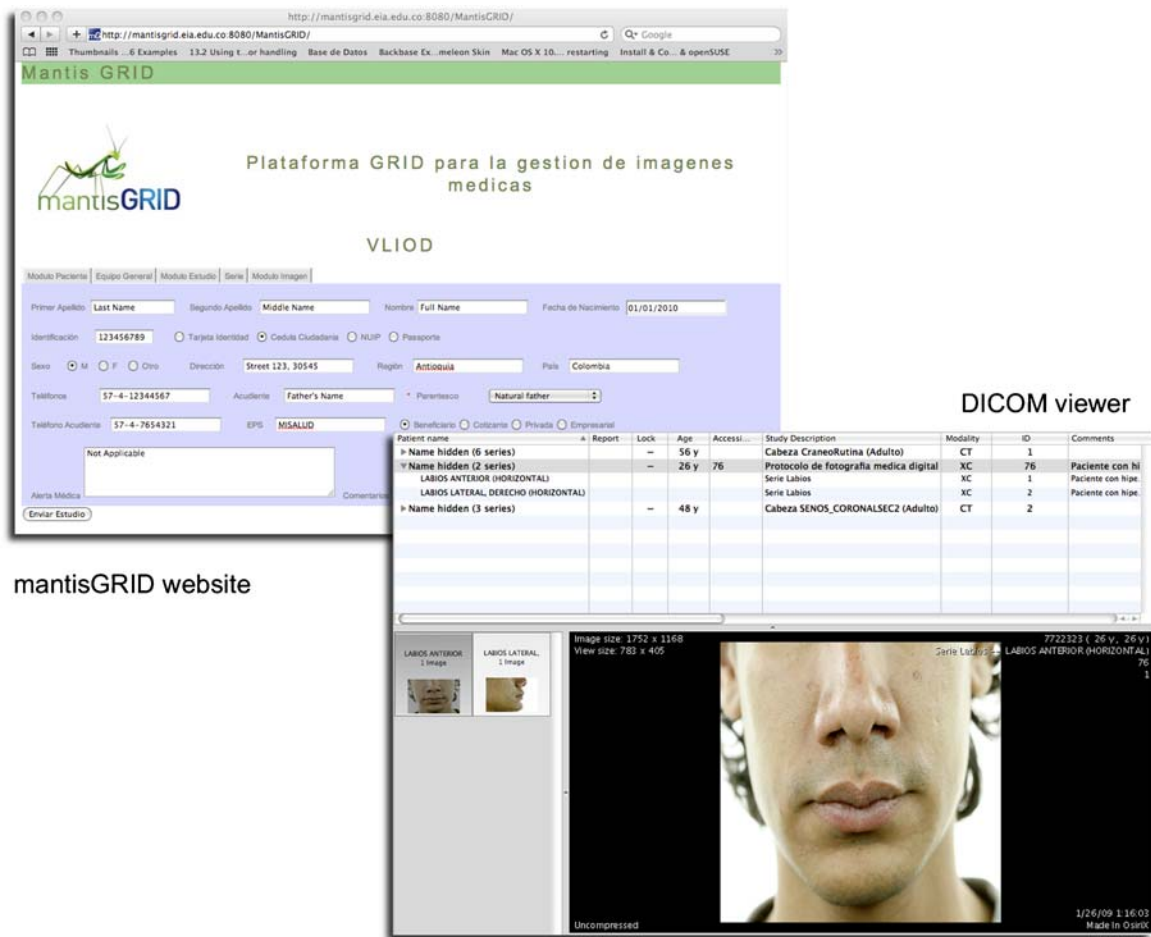 http://mantisgrid.eia.edu.co:8080/MantisGRID/
http://mantisgrid.eia.edu.co:8080/MantisGRID/
Google
Thumbnails ...6 Examples 13.2 Using t...or handling Base de Datos Backbase Ex...meleon Skin Mac OS X 10.... restarting Install & Co... & openSUSE
Mantis GRID
mantisGRID
Plataforma GRID para la gestion de imagenes
medicas
VLIOD
Modulo Paciente Equipo General Modulo Estudio Serie Modulo Imagen
Primer Apellido Last Name Segundo Apellido Middle Name Nombre Full Name Fecha de Nacimiento 01/01/2010
Identificación 123456789 Tarjeta Identidad Cedula Ciudadania NUIP Pasaporte
Sexo M F Otro Dirección Street 123, 30545 Región Antioquia País Colombia
Teléfonos 57-4-12344567 Acudiente Father's Name * Parentesco Natural father
Teléfono Acudiente 57-4-7654321 EPS MISALUD Beneficiario Cotizante Privada Empresarial
Not Applicable
Alerta Médica Comentarios
Enviar Estudio
mantisGRID website
DICOM viewer
Patient name Report Lock Age Accessi... Study Description Modality ID Comments
Name hidden (6 series) – 56 y Cabeza CraneoRutina (Adulto) CT 1
Name hidden (2 series) – 26 y 76 Protocolo de fotografia medica digital XC 76 Paciente con hi
LABIOS ANTERIOR (HORIZONTAL) Serie Labios XC 1 Paciente con hipe.
LABIOS LATERAL, DERECHO (HORIZONTAL) Serie Labios XC 2 Paciente con hipe.
Name hidden (3 series) – 48 y Cabeza SENOS_CORONALSEC2 (Adulto) CT 2
LABIOS ANTERIOR
1 Image
LABIOS LATERAL,
1 Image
Image size: 1752 x 1168
View size: 783 x 405
7722323 ( 26 y, 26 y)
Serie Labios -- LABIOS ANTERIOR (HORIZONTAL)
76
1
Uncompressed
1/26/09 1:16:03
Made In OsiriX